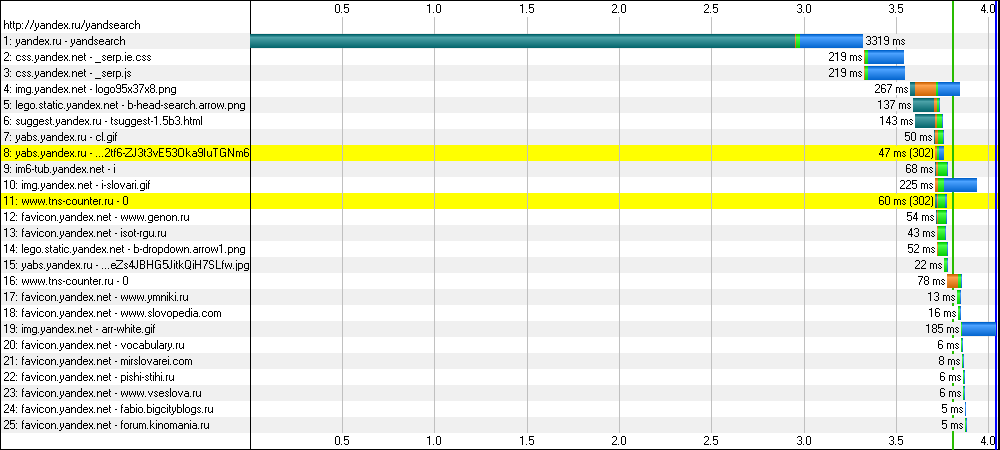 0.5 1.0 1.5 2.0 2.5 3.0 3.5 4.0
http://yandex.ru/yandsearch
1: yandex.ru - yandsearch 3319 ms
2: css.yandex.net - _serp.ie.css 219 ms
3: css.yandex.net - _serp.js 219 ms
4: img.yandex.net - logo95x37x8.png 267 ms
5: lego.static.yandex.net - b-head-search.arrow.png 137 ms
6: suggest.yandex.ru - tsuggest-1.5b3.html 143 ms
7: yabs.yandex.ru - cl.gif 50 ms
8: yabs.yandex.ru - ...2tf6-ZJ3t3vE53Oka9IuTGNm6 47 ms (302)
9: im6-tub.yandex.net - i 68 ms
10: img.yandex.net - i-slovari.gif 225 ms
11: www.tns-counter.ru - 0 60 ms (302)
12: favicon.yandex.net - www.genon.ru 54 ms
13: favicon.yandex.net - isot-rgu.ru 43 ms
14: lego.static.yandex.net - b-dropdown.arrow1.png 52 ms
15: yabs.yandex.ru - ...eZs4JBHG5JitkQiH7SLfw.jpg 22 ms
16: www.tns-counter.ru - 0 78 ms
17: favicon.yandex.net - www.ymniki.ru 13 ms
18: favicon.yandex.net - www.slovopedia.com 16 ms
19: img.yandex.net - arr-white.gif 185 ms
20: favicon.yandex.net - vocabulary.ru 6 ms
21: favicon.yandex.net - mirslovarei.com 8 ms
22: favicon.yandex.net - pishi-stihi.ru 6 ms
23: favicon.yandex.net - www.vseslova.ru 6 ms
24: favicon.yandex.net - fabio.bigcityblogs.ru 5 ms
25: favicon.yandex.net - forum.kinomania.ru 5 ms
0.5 1.0 1.5 2.0 2.5 3.0 3.5 4.0